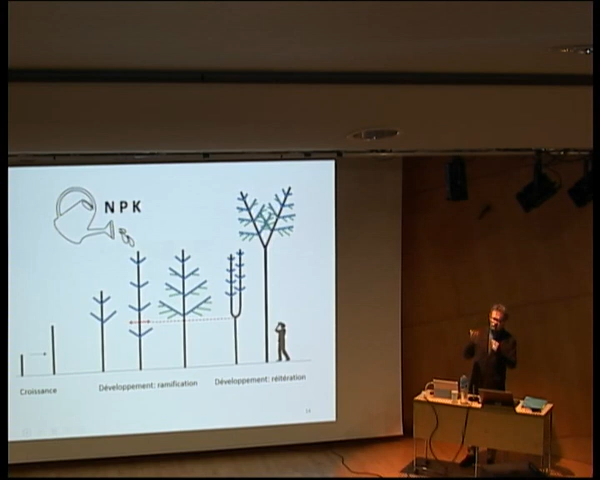 NPK
Croissance
Développement: ramification
Développement: réitération